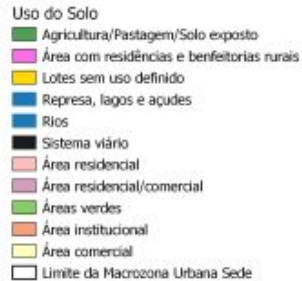 Uso do Solo
Agricultura/Pastagem/Solo exposto
Área com residências e benfeitorias rurais
Lotes sem uso definido
Represa, lagos e açudes
Rios
Sistema viário
Área residencial
Área residencial/comercial
Áreas verdes
Área institucional
Área comercial
Limite da Macrozona Urbana Sede